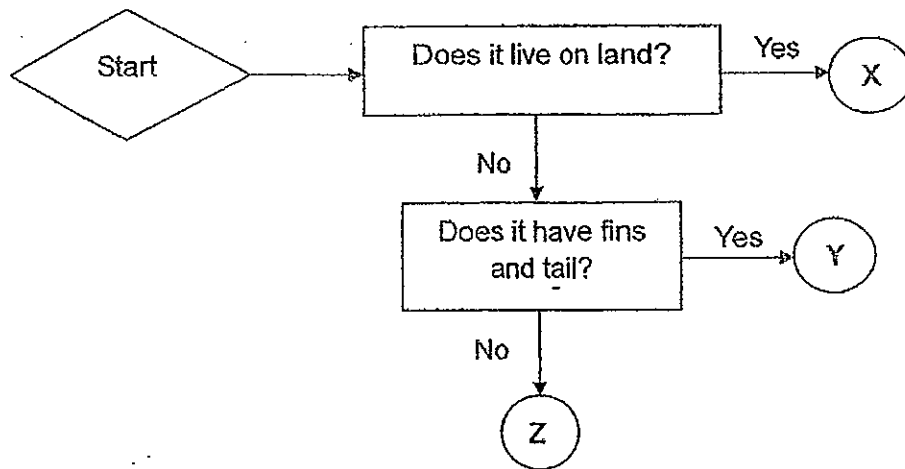 Start
Does it live on land?
Yes
X
No
Does it have fins
and tail?
Yes
Y
No
Z